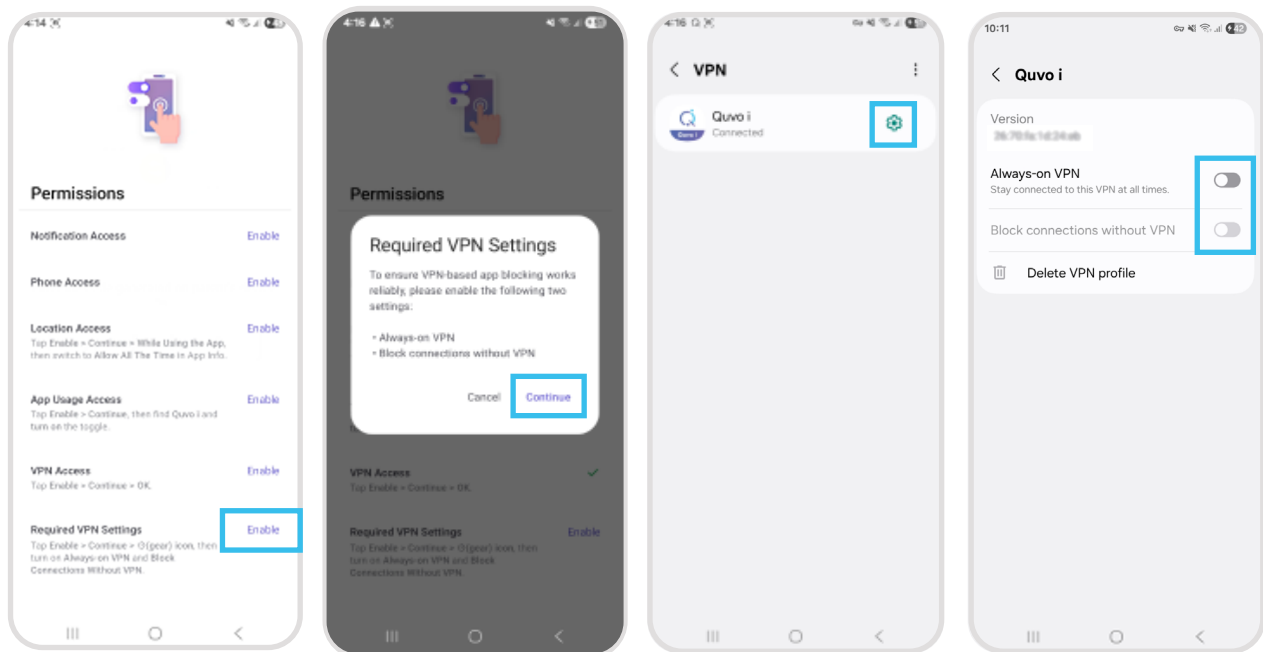 4:14
Permissions
Notification Access
Enable
Phone Access
Enable
Location Access
Enable
Tap Enable > Continue > While Using the App,
then switch to Allow All The Time in App Info.
App Usage Access
Enable
Tap Enable > Continue, then find Quvo i and
turn on the toggle.
VPN Access
Enable
Tap Enable > Continue > OK.
Required VPN Settings
Enable
Tap Enable > Continue > (gear) icon, then
turn on Always-on VPN and Block
Connections Without VPN.
4:16
Permissions
Required VPN Settings
To ensure VPN-based app blocking works
reliably, please enable the following two
settings:
• Always-on VPN
• Block connections without VPN
Cancel
Continue
VPN Access
Tap Enable > Continue > OK.
Required VPN Settings
Enable
Tap Enable > Continue > (gear) icon, then
turn on Always-on VPN and Block
Connections Without VPN.
4:16
VPN
Quvo i
Quvo i
Connected
10:11
42
Quvo i
Version
Always-on VPN
Stay connected to this VPN at all times.
Block connections without VPN
Delete VPN profile